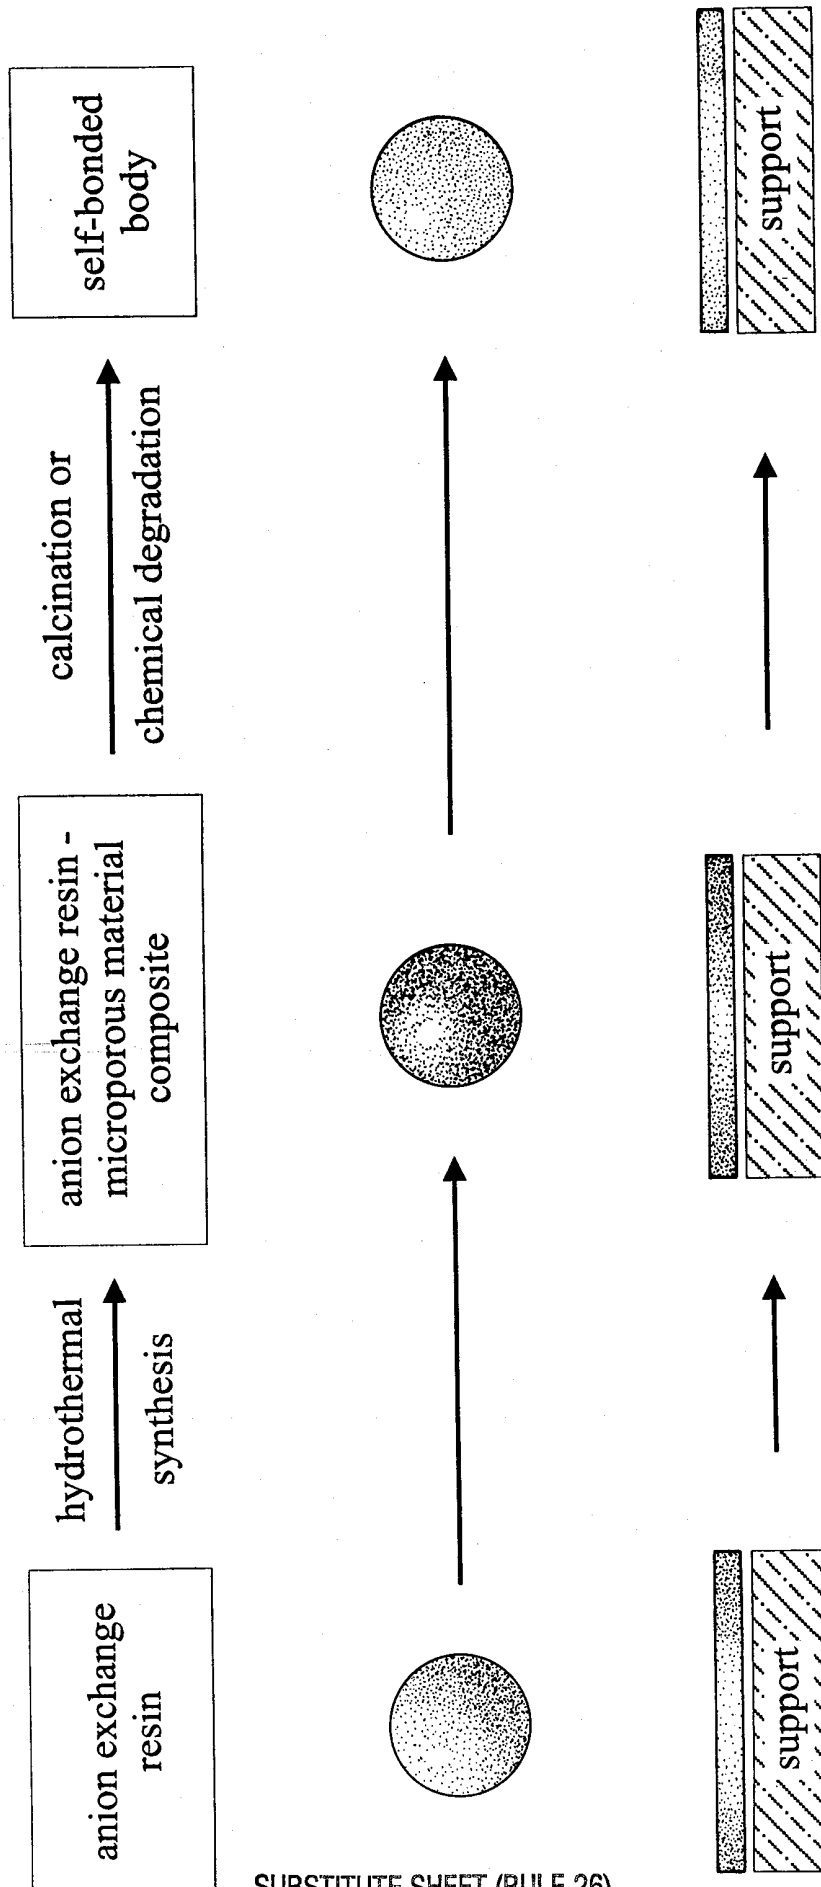 anion exchange
resin
hydrothermal
synthesis
anion exchange resin -
microporous material
composite
calcination or
chemical degradation
self-bonded
body
support
support
support
SUBSTITUTE SHEET (RULE 26)